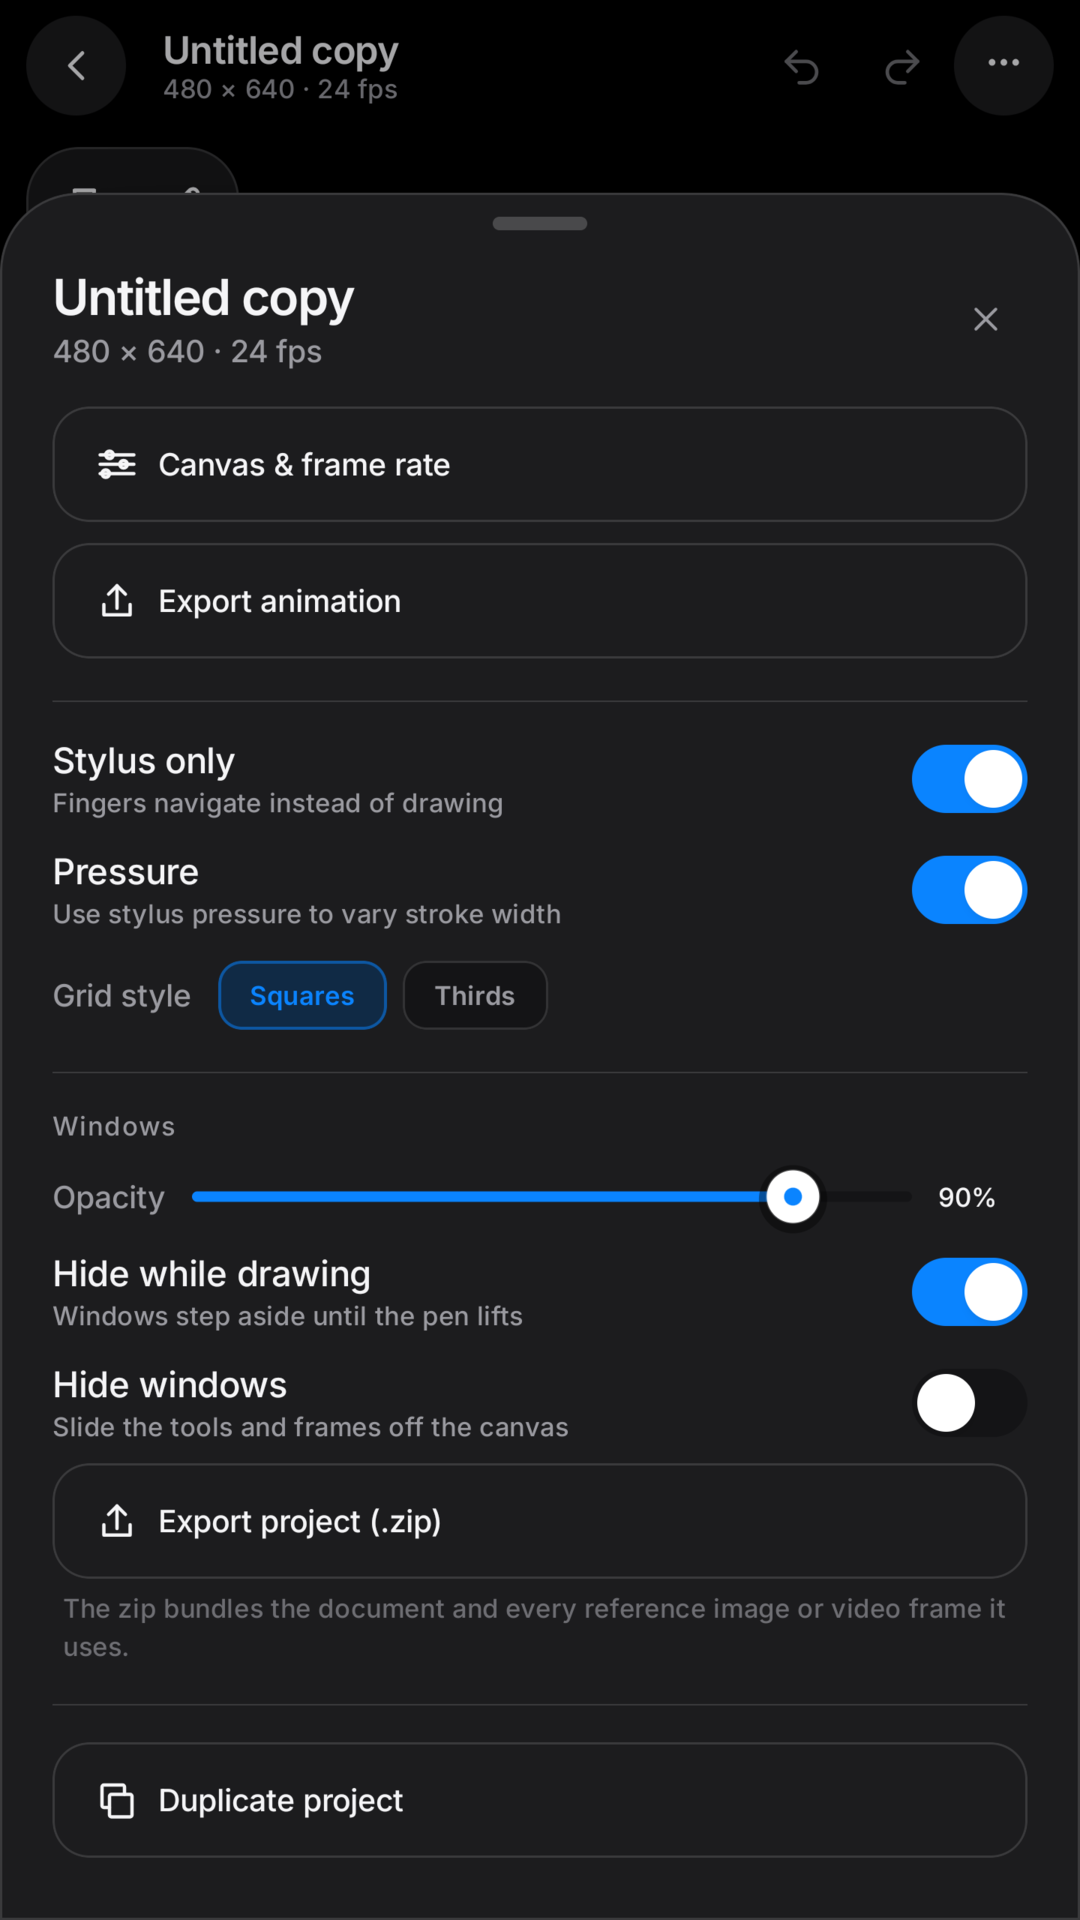 Untitled copy
480 × 640 · 24 fps
Untitled copy
480 × 640 · 24 fps
Canvas & frame rate
Export animation
Stylus only
Fingers navigate instead of drawing
Pressure
Use stylus pressure to vary stroke width
Grid style
Squares
Thirds
Windows
Opacity
90%
Hide while drawing
Windows step aside until the pen lifts
Hide windows
Slide the tools and frames off the canvas
Export project (.zip)
The zip bundles the document and every reference image or video frame it
uses.
Duplicate project